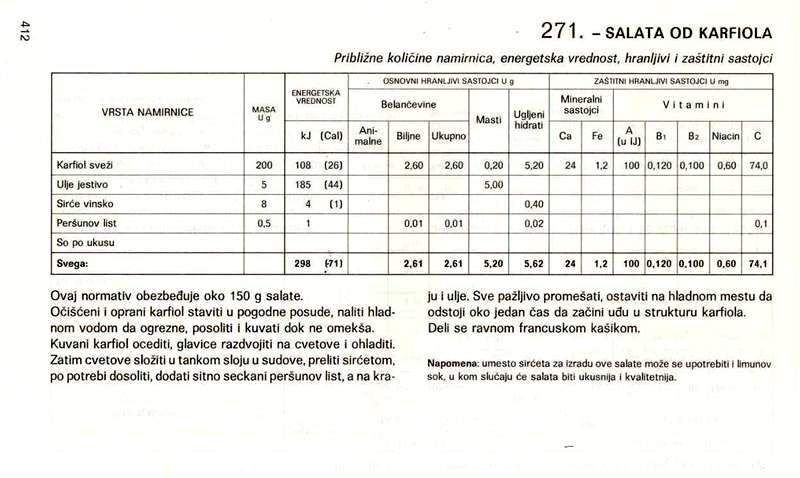 412
271. – SALATA OD KARFIOLA
Približne količine namirnica, energetska vrednost, hranljivi i zaštitni sastojci
VRSTA NAMIRNICE MASA U g ENERGETSKA VREDNOST OSNOVNI HRANLJIVI SASTOJCI U g ZAŠTITNI HRANLJIVI SASTOJCI U mg
Belančevine Masti Ugljeni hidrati Mineralni sastojci Vitamini
kJ (Cal) Ani-malne Biljne Ukupno Ca Fe A (u IJ) B1 B2 Niacin C
Karfiol sveži 200 108 (26) 2,60 2,60 0,20 5,20 24 1,2 100 0,120 0,100 0,60 74,0
Ulje jestivo 5 185 (44) 5,00
Sirće vinsko 8 4 (1) 0,40
Peršunov list 0,5 1 0,01 0,01 0,02 0,1
So po ukusu
Svega: 298 (71) 2,61 2,61 5,20 5,62 24 1,2 100 0,120 0,100 0,60 74,1
Ovaj normativ obezbeđuje oko 150 g salate.
Očišćeni i oprani karfiol staviti u pogodne posude, naliti hlad-
nom vodom da ogrezne, posoliti i kuvati dok ne omekša.
Kuvani karfiol ocediti, glavice razdvojiti na cvetove i ohladiti.
Zatim cvetove složiti u tankom sloju u sudove, preliti sirćetom,
po potrebi dosoliti, dodati sitno seckani peršunov list, a na kra-
ju i ulje. Sve pažljivo promešati, ostaviti na hladnom mestu da
odstoji oko jedan čas da začini uđu u strukturu karfiola.
Deli se ravnom francuskom kašikom.
Napomena: umesto sirćeta za izradu ove salate može se upotrebiti i limunov
sok, u kom slučaju će salata biti ukusnija i kvalitetnija.